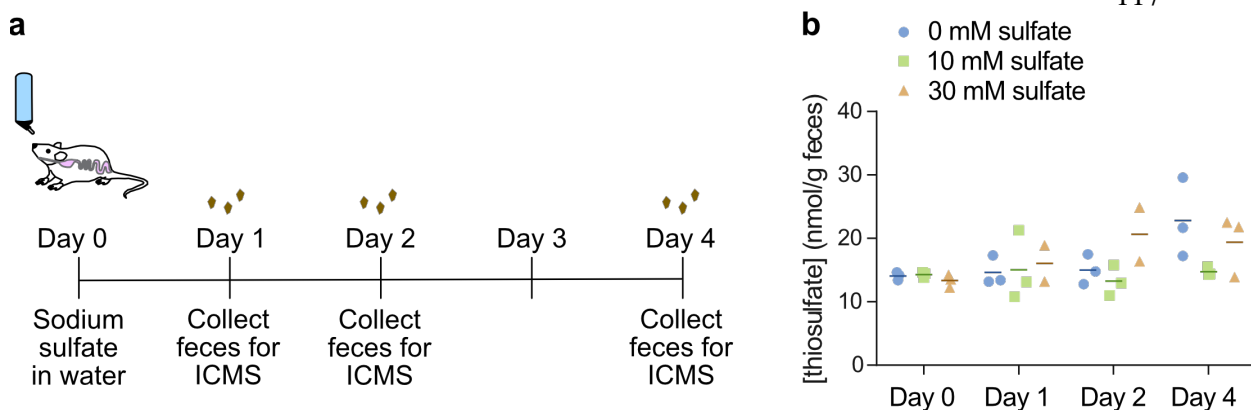 a
Day 0
Day 1
Day 2
Day 3
Day 4
Sodium
sulfate
in water
Collect
feces for
ICMS
Collect
feces for
ICMS
Collect
feces for
ICMS
b
0 mM sulfate
10 mM sulfate
30 mM sulfate
[thiosulfate] (nmol/g feces)
40
30
20
10
0
Day 0
Day 1
Day 2
Day 4